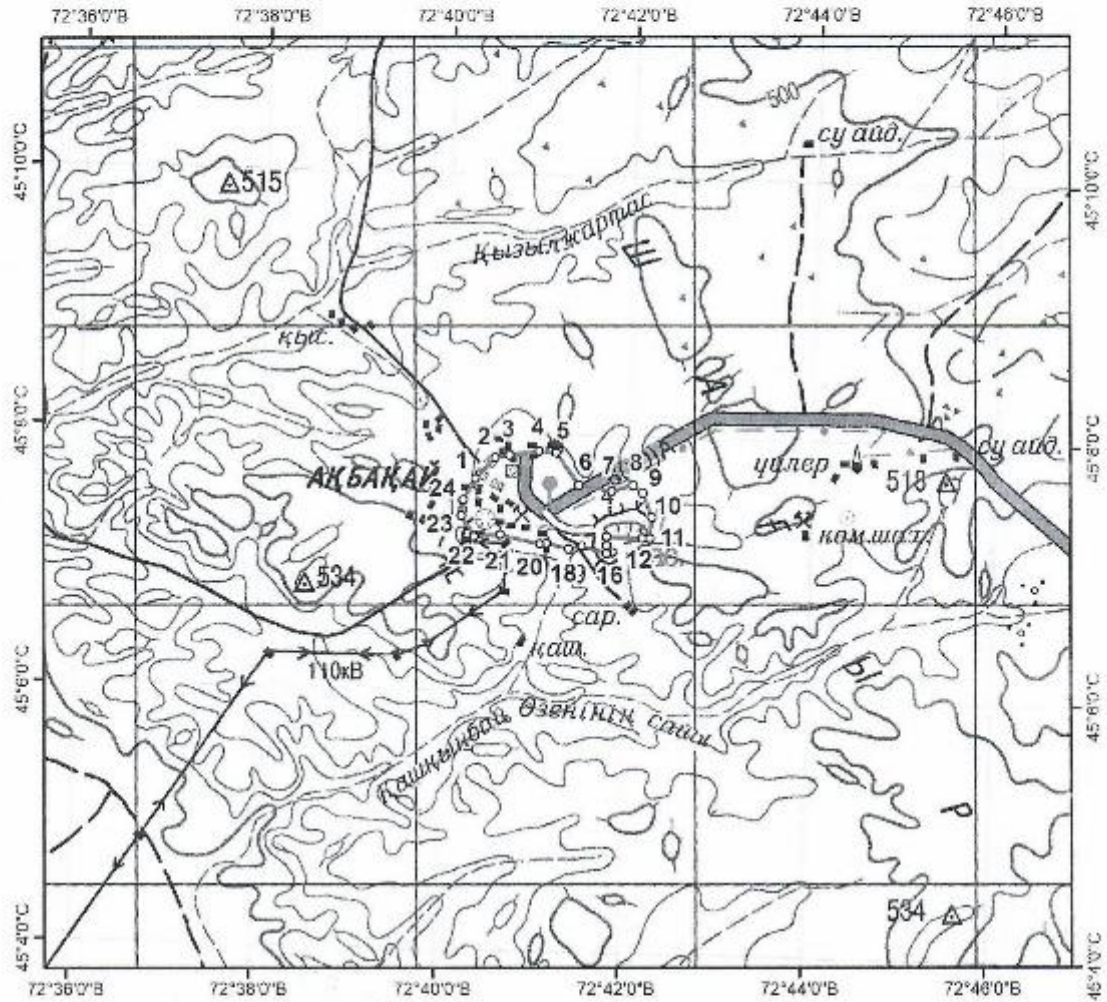 72°36'0"В 72°38'0"В 72°40'0"В 72°42'0"В 72°44'0"В 72°46'0"В
500
су айд.
45°10'0"С
45°10'0"С
515
Қызылжартас
қыс.
45°8'0"С
45°8'0"С
1 2 3 4 5
6 7 8 9
АҚБАҚАЙ
үйлер
су айд.
518
24
10
23
ком.шат.
22 21 20 18 16 12 11
534
сар.
қаш.
110кВ
45°6'0"С
45°6'0"С
Қашқынбай Өзенінің сайы
Ы
Р
534
45°4'0"С
45°4'0"С
72°36'0"В 72°38'0"В 72°40'0"В 72°42'0"В 72°44'0"В 72°46'0"В